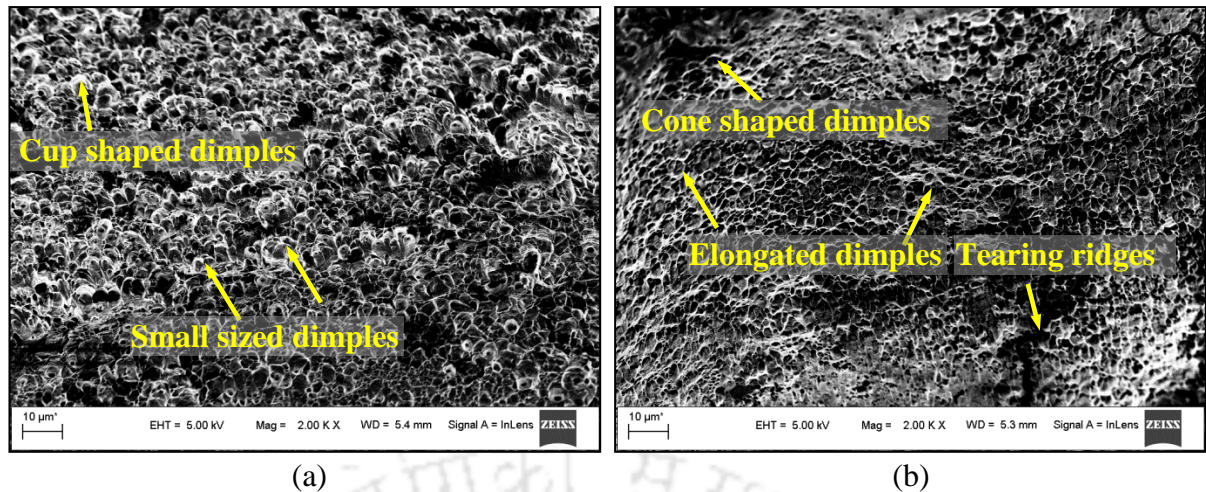 Cup shaped dimples
Small sized dimples
10 µm*
EHT = 5.00 kV Mag = 2.00 K X WD = 5.4 mm Signal A = InLens ZEISS
(a)
Cone shaped dimples
Elongated dimples Tearing ridges
10 µm*
EHT = 5.00 kV Mag = 2.00 K X WD = 5.3 mm Signal A = InLens ZEISS
(b)